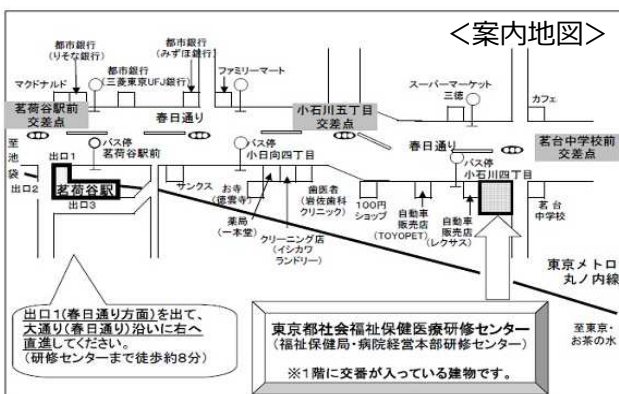 ＜案内地図＞
都市銀行
(りそな銀行)
都市銀行
(みずほ銀行)
マクドナルド
都市銀行
(三菱東京UFJ銀行)
ファミリーマート
スーパーマーケット
三徳
カフェ
茗荷谷駅前
交差点
春日通り
小石川五丁目
交差点
春日通り
茗台中学校前
交差点
至池袋
バス停
茗荷谷駅前
バス停
小日向四丁目
バス停
小石川四丁目
出口1
出口2
茗荷谷駅
出口3
サンクス
お寺
(徳雲寺)
薬局
(一本堂)
クリーニング店
(イシカワ
ランドリー)
歯医者
(岩佐歯科
クリニック)
100円
ショップ
自動車
販売店
(TOYOPET)
自動車
販売店
(レクサス)
茗台
中学校
東京メトロ
丸ノ内線
至東京・
お茶の水
出口1(春日通り方面)を出て、
大通り(春日通り)沿いに右へ
直進してください。
(研修センターまで徒歩約8分)
東京都社会福祉保健医療研修センター
(福祉保健局・病院経営本部研修センター)
※1階に交番が入っている建物です。